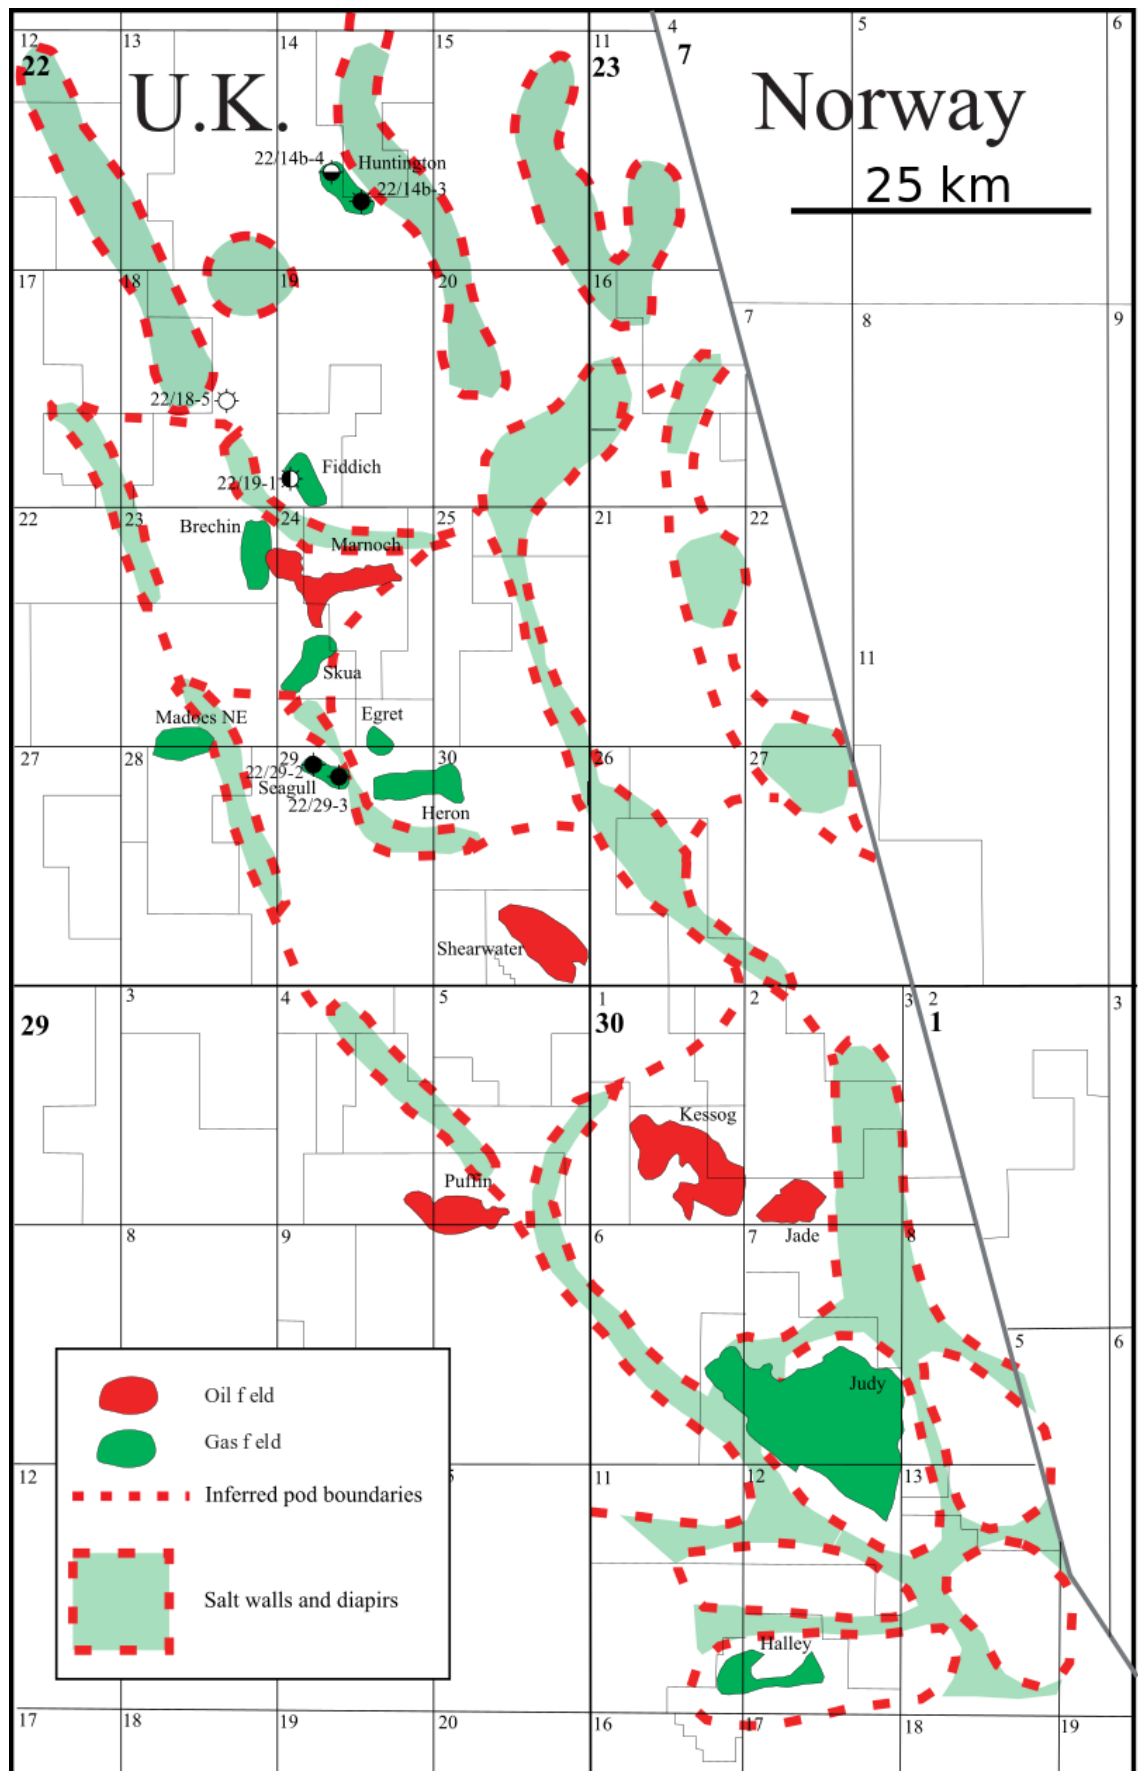 4
5
6
12
13
14
15
11
22
23
7
U.K.
Norway
22/14b-4
Huntington
25 km
22/14b-3
17
18
19
20
16
7
8
9
22/18-5
Fiddich
22/19-1
22
23
24
25
21
22
Brechin
Marnoch
11
Skua
Madoes NE
Egret
27
28
29
30
26
27
22/29-2
Seagull
22/29-3
Heron
Shearwater
3
4
5
1
2
3
2
3
29
30
1
Kessog
Puffin
8
9
6
7
Jade
8
5
6
Judy
Oil f eld
Gas f eld
12
5
11
12
13
Inferred pod boundaries
Salt walls and diapirs
Halley
17
18
19
20
16
17
18
19